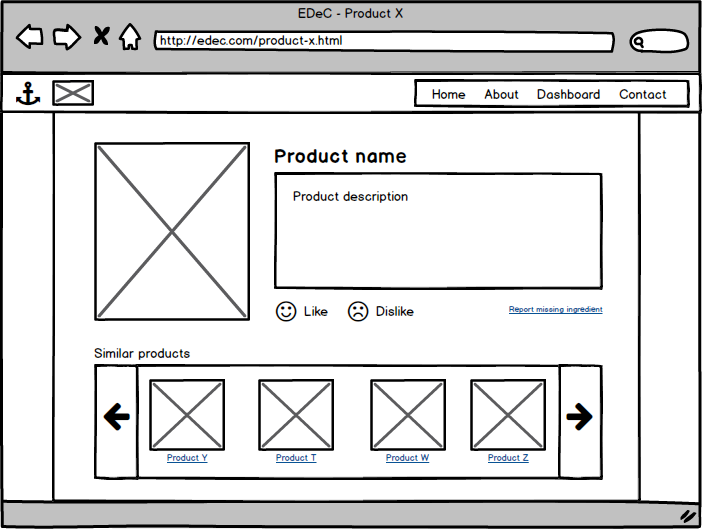 EDeC - Product X
http://edec.com/product-x.html
Home About Dashboard Contact
Product name
Product description
Like Dislike Report missing ingredient
Similar products
Product Y Product T Product W Product Z